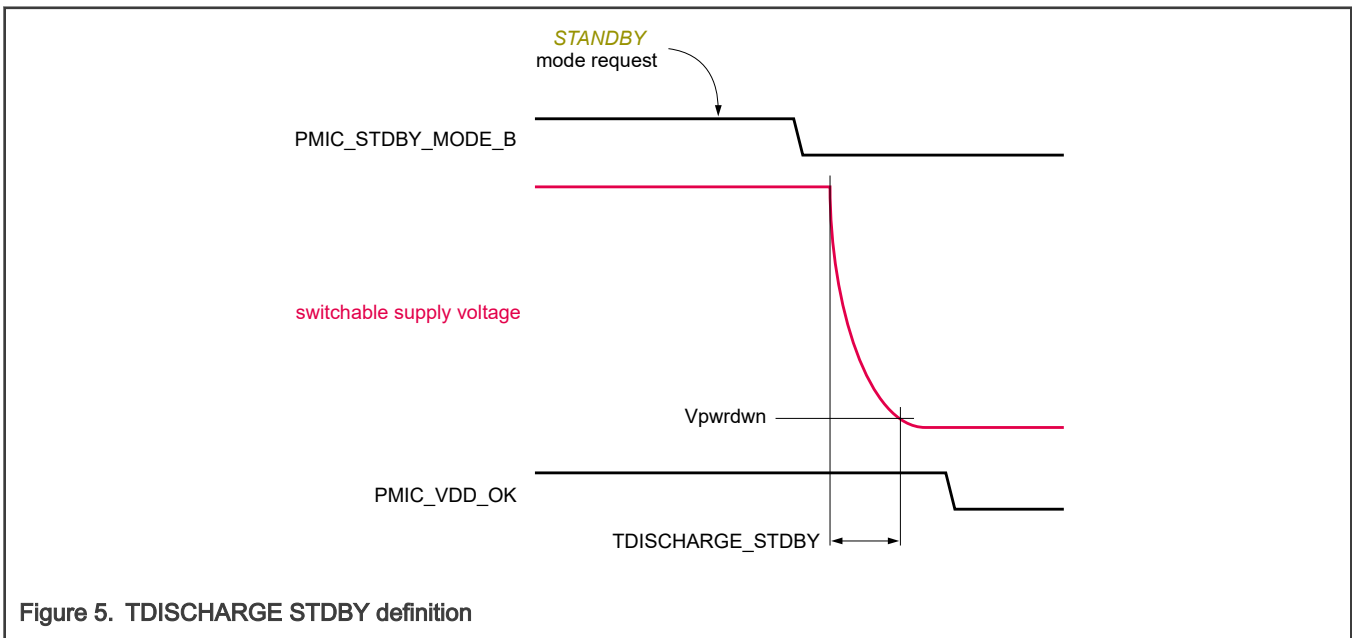 STANDBY
mode request
PMIC_STDBY_MODE_B
switchable supply voltage
Vpwrdwn
PMIC_VDD_OK
TDISCHARGE_STDBY
Figure 5. TDISCHARGE STDBY definition